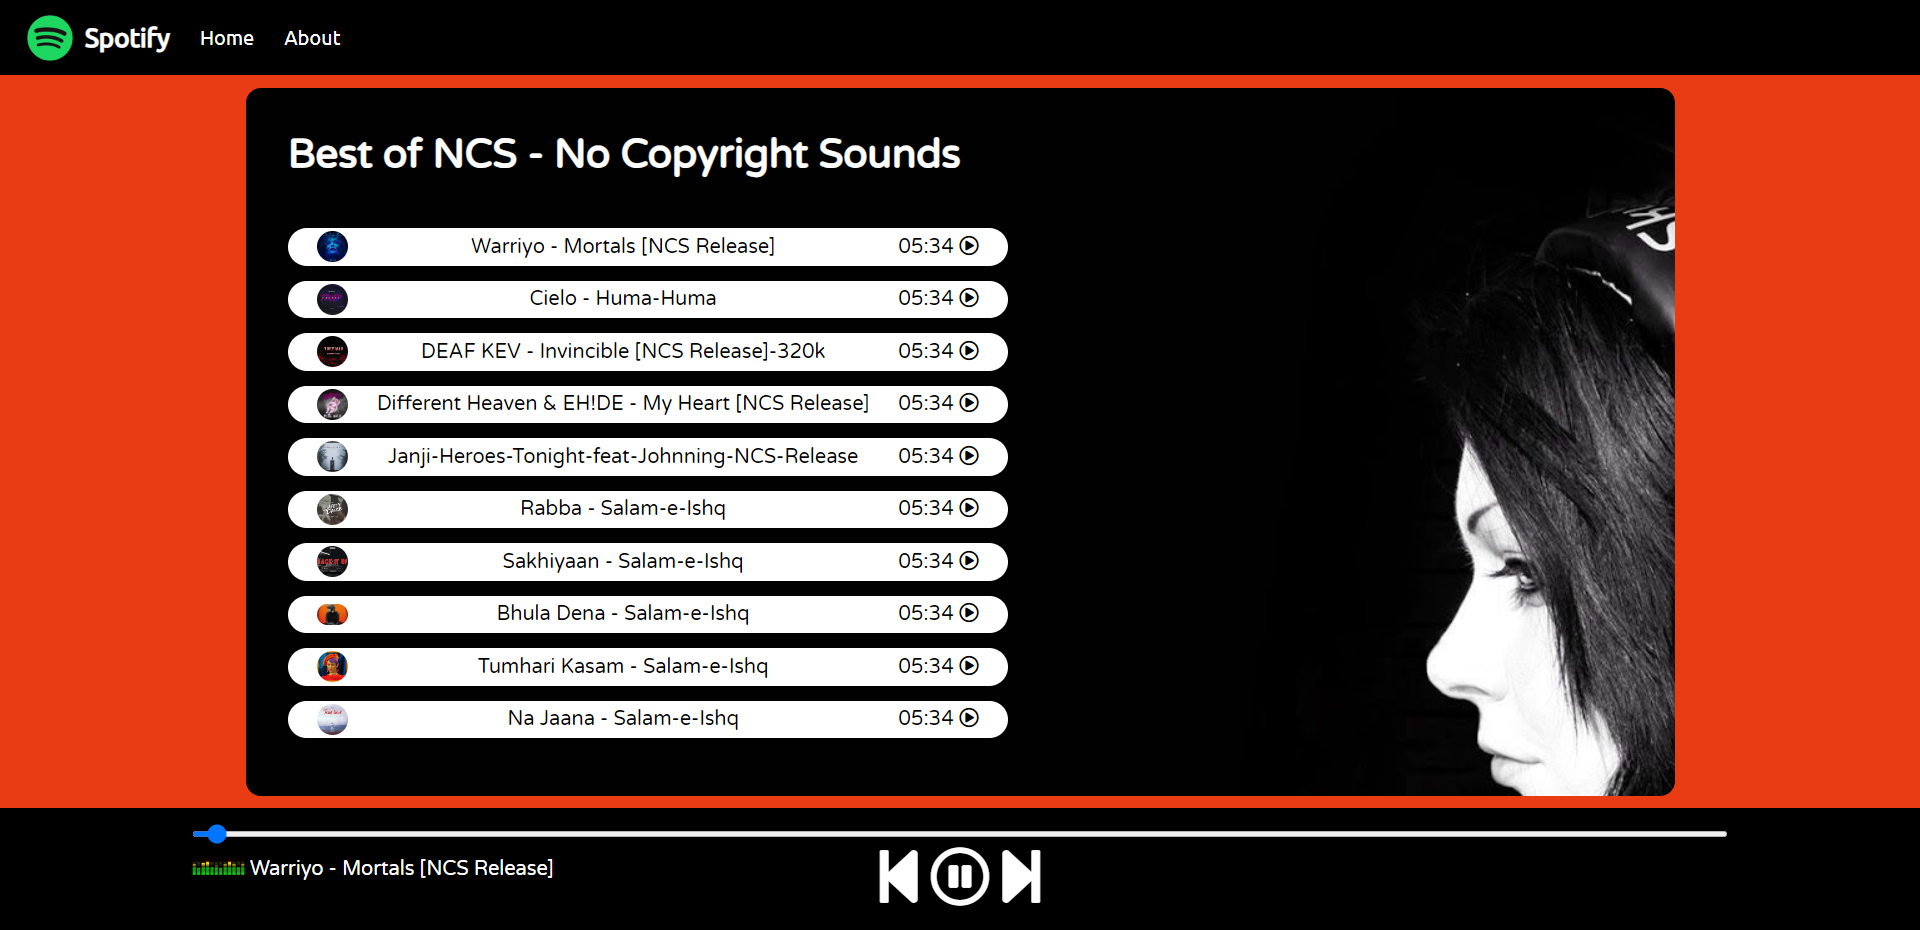 Spotify Home About
Best of NCS - No Copyright Sounds
Warriyo - Mortals [NCS Release] 05:34
Cielo - Huma-Huma 05:34
DEAF KEV - Invincible [NCS Release]-320k 05:34
Different Heaven & EH!DE - My Heart [NCS Release] 05:34
Janji-Heroes-Tonight-feat-Johnning-NCS-Release 05:34
Rabba - Salam-e-Ishq 05:34
Sakhiyaan - Salam-e-Ishq 05:34
Bhula Dena - Salam-e-Ishq 05:34
Tumhari Kasam - Salam-e-Ishq 05:34
Na Jaana - Salam-e-Ishq 05:34
Warriyo - Mortals [NCS Release]